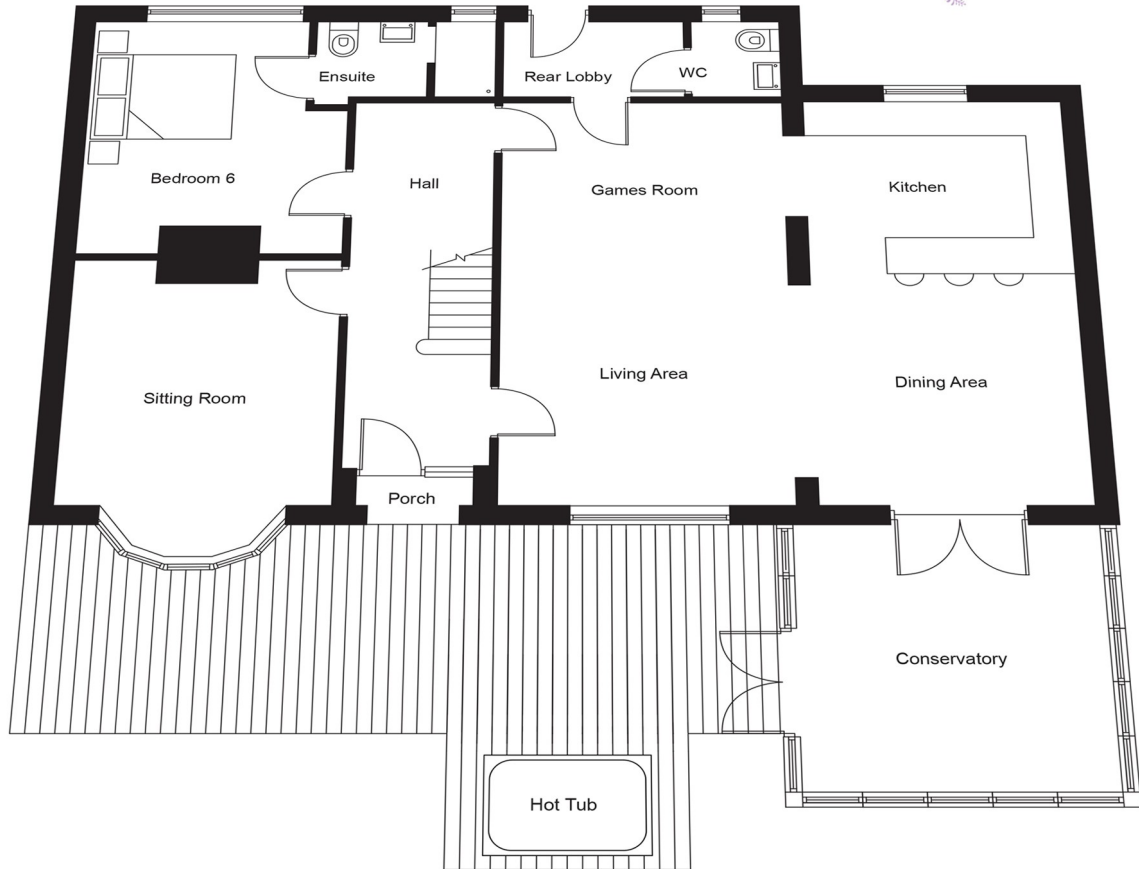 Ensuite
Rear Lobby
WC
Bedroom 6
Hall
Games Room
Kitchen
Sitting Room
Living Area
Dining Area
Porch
Conservatory
Hot Tub